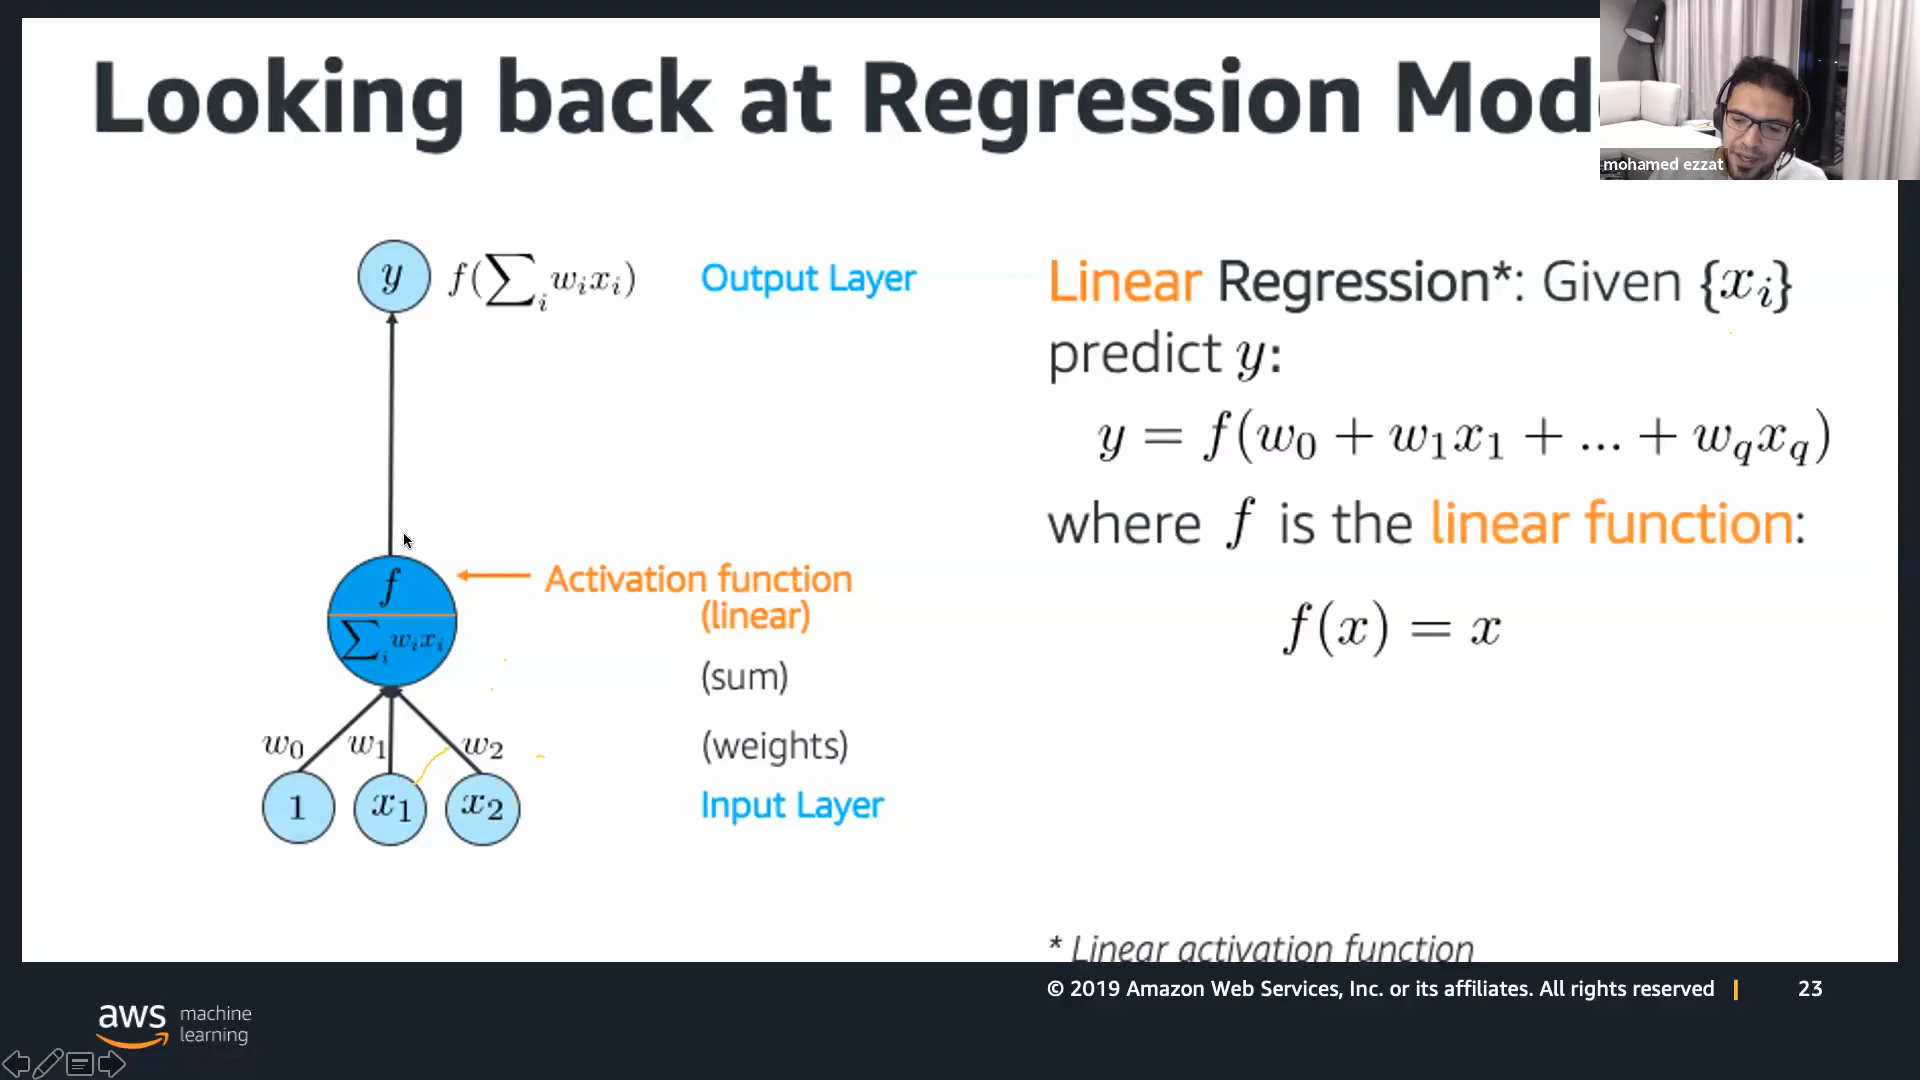 Looking back at Regression Mod
mohamed ezzat
y f(∑ᵢ wᵢxᵢ) Output Layer
f
∑ᵢ wᵢxᵢ
Activation function
(linear)
(sum)
w₀ w₁ w₂ (weights)
1 x₁ x₂ Input Layer
Linear Regression*: Given {xᵢ}
predict y:
y = f(w₀ + w₁x₁ + ... + w_q x_q)
where f is the linear function:
f(x) = x
* Linear activation function
© 2019 Amazon Web Services, Inc. or its affiliates. All rights reserved | 23
aws machine
learning